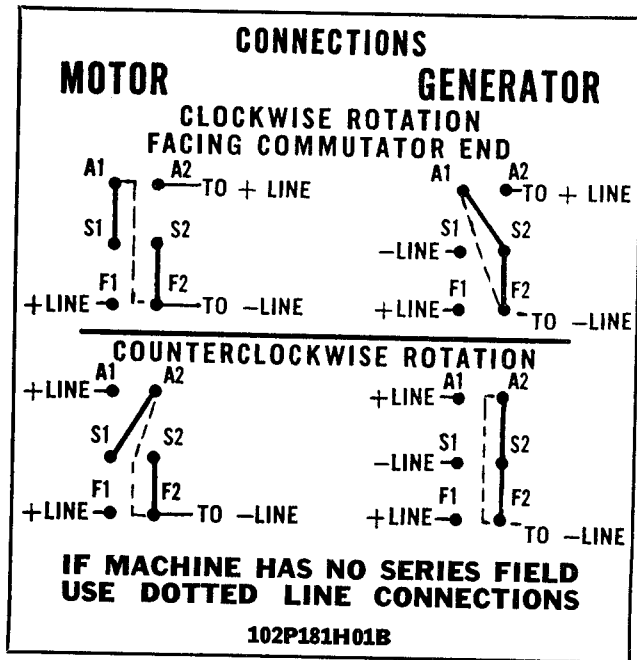 CONNECTIONS
MOTOR GENERATOR
CLOCKWISE ROTATION
FACING COMMUTATOR END
A1 A2 TO + LINE A1 A2 TO + LINE
S1 S2 -LINE S1 S2
+LINE F1 F2 TO -LINE +LINE F1 F2 TO -LINE
COUNTERCLOCKWISE ROTATION
+LINE A1 A2 +LINE A1 A2
S1 S2 -LINE S1 S2
+LINE F1 F2 TO -LINE +LINE F1 F2 TO -LINE
IF MACHINE HAS NO SERIES FIELD
USE DOTTED LINE CONNECTIONS
102P181H01B